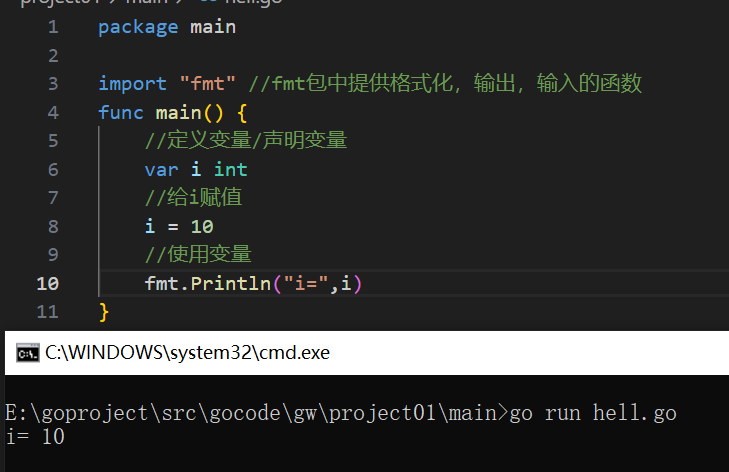 project01 > main > hell.go
1 package main
2
3 import "fmt" //fmt包中提供格式化，输出，输入的函数
4 func main() {
5 //定义变量/声明变量
6 var i int
7 //给i赋值
8 i = 10
9 //使用变量
10 fmt.Println("i=",i)
11 }
C:\WINDOWS\system32\cmd.exe
E:\goproject\src\gocode\gw\project01\main>go run hell.go
i= 10